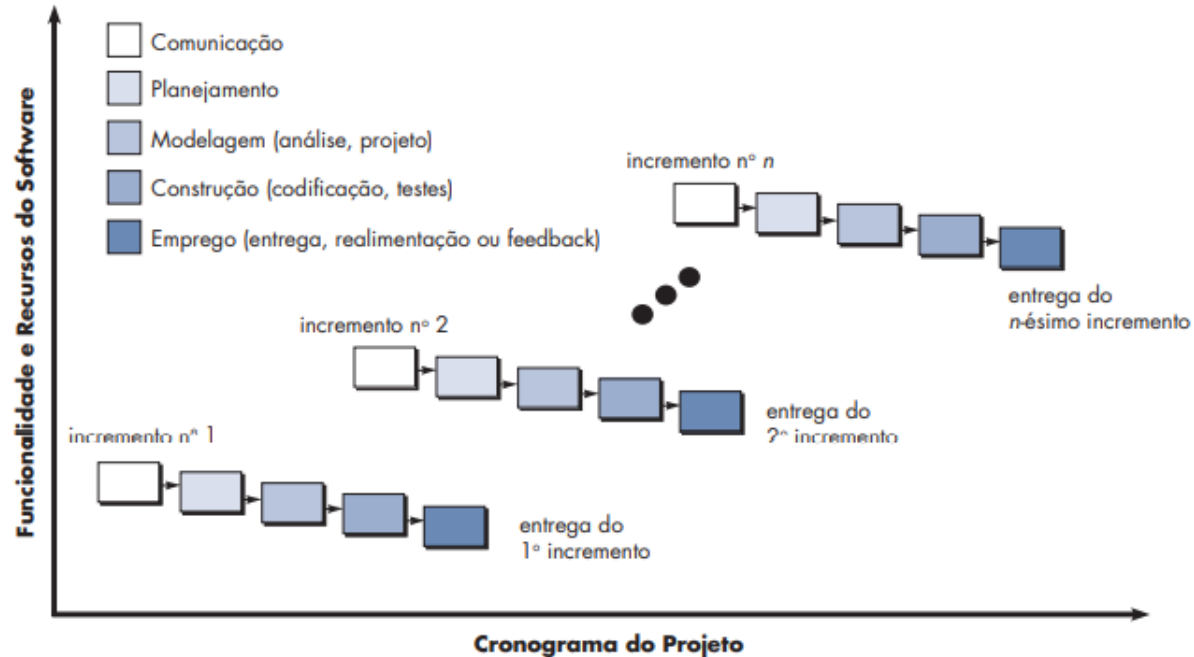 Funcionalidade e Recursos do Software
Comunicação
Planejamento
Modelagem (análise, projeto)
Construção (codificação, testes)
Emprego (entrega, realimentação ou feedback)
incremento nº n
entrega do
n-ésimo incremento
incremento nº 2
entrega do
2º incremento
incremento nº 1
entrega do
1º incremento
Cronograma do Projeto